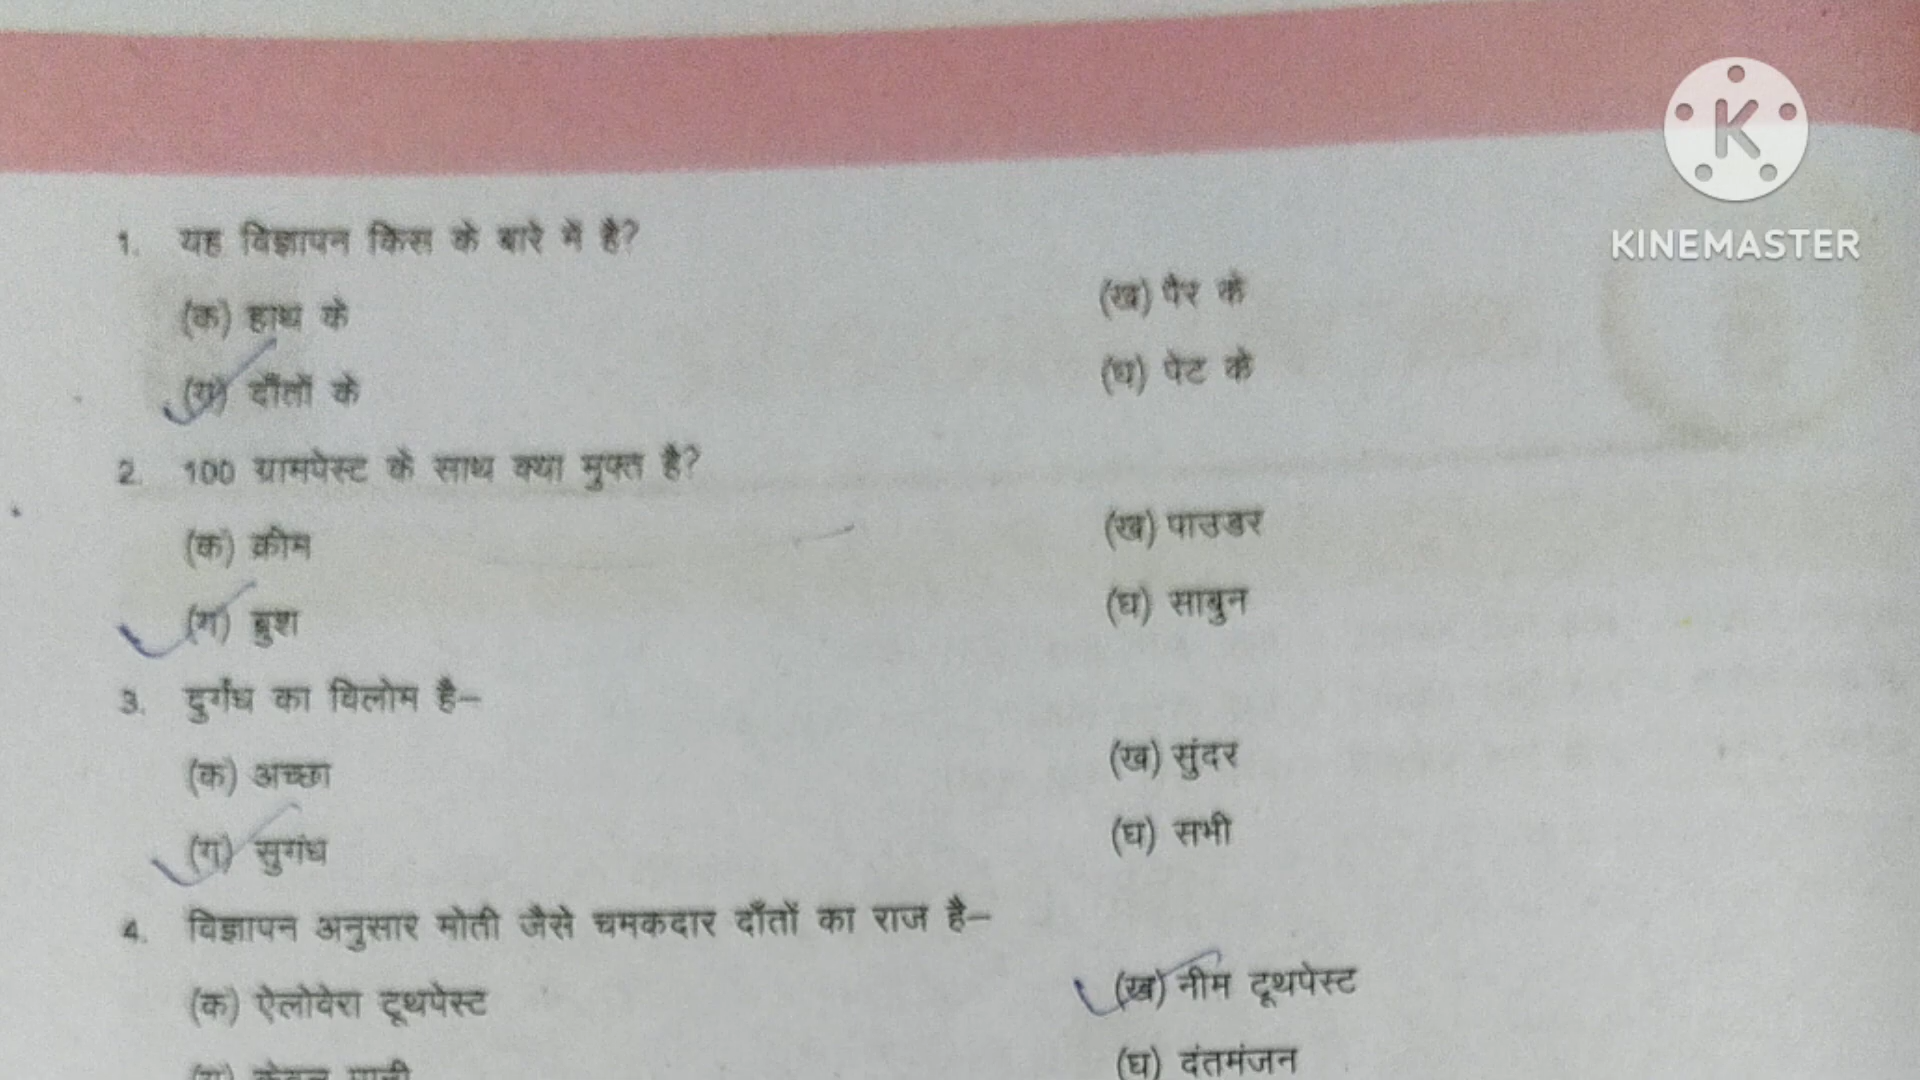 KINEMASTER
1. यह विज्ञापन किस के बारे में है?
(क) हाथ के (ख) पैर के
(ग) दाँतों के (घ) पेट के
2. 100 ग्रामपेस्ट के साथ क्या मुफ्त है?
(क) क्रीम (ख) पाउडर
(ग) ब्रुश (घ) साबुन
3. दुर्गंध का विलोम है–
(क) अच्छा (ख) सुंदर
(ग) सुगंध (घ) सभी
4. विज्ञापन अनुसार मोती जैसे चमकदार दाँतों का राज है–
(क) ऐलोवेरा टूथपेस्ट (ख) नीम टूथपेस्ट
(घ) दंतमंजन